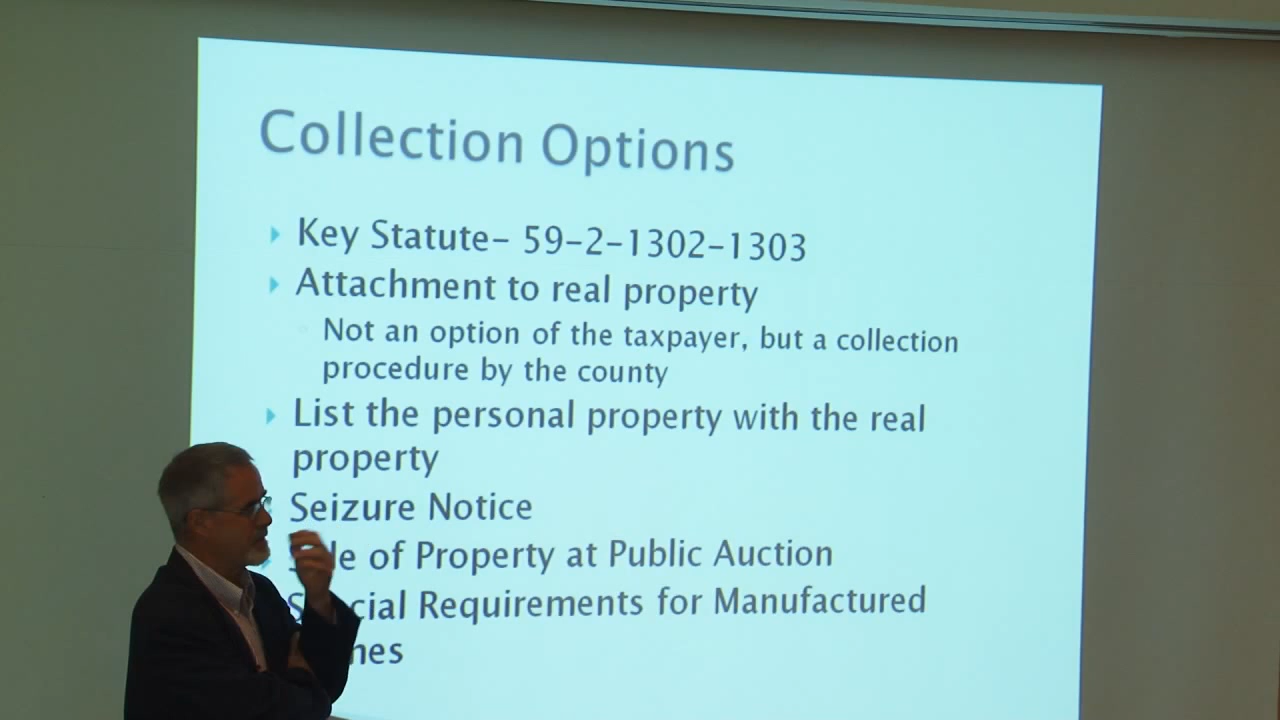 Collection Options
Key Statute- 59-2-1302-1303
Attachment to real property
Not an option of the taxpayer, but a collection
procedure by the county
List the personal property with the real
property
Seizure Notice
of Property at Public Auction
Requirements for Manufactured